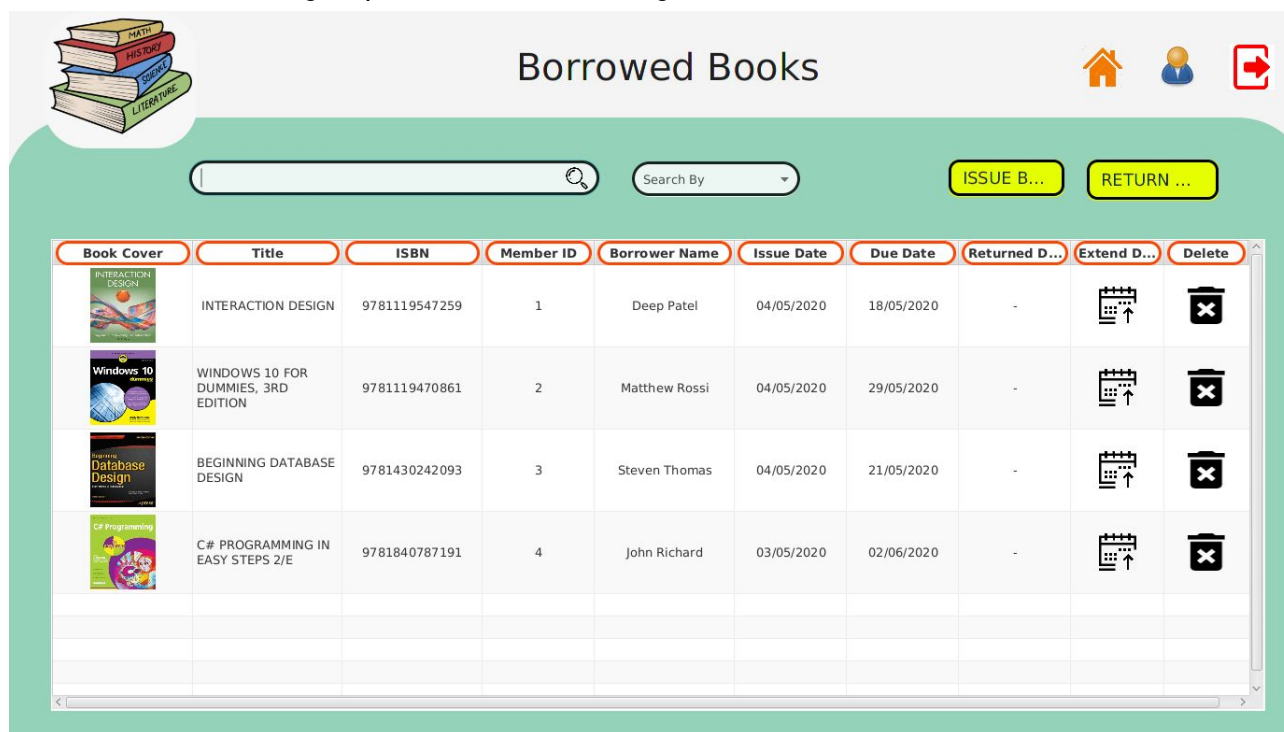 MATH
HISTORY
SCIENCE
LITERATURE
Borrowed Books
Search By
ISSUE B...
RETURN ...
Book Cover Title ISBN Member ID Borrower Name Issue Date Due Date Returned D... Extend D... Delete
INTERACTION
DESIGN
INTERACTION DESIGN 9781119547259 1 Deep Patel 04/05/2020 18/05/2020 -
Windows 10
dummies
WINDOWS 10 FOR
DUMMIES, 3RD
EDITION
9781119470861 2 Matthew Rossi 04/05/2020 29/05/2020 -
Beginning
Database
Design
BEGINNING DATABASE
DESIGN
9781430242093 3 Steven Thomas 04/05/2020 21/05/2020 -
C# Programming
C# PROGRAMMING IN
EASY STEPS 2/E
9781840787191 4 John Richard 03/05/2020 02/06/2020 -